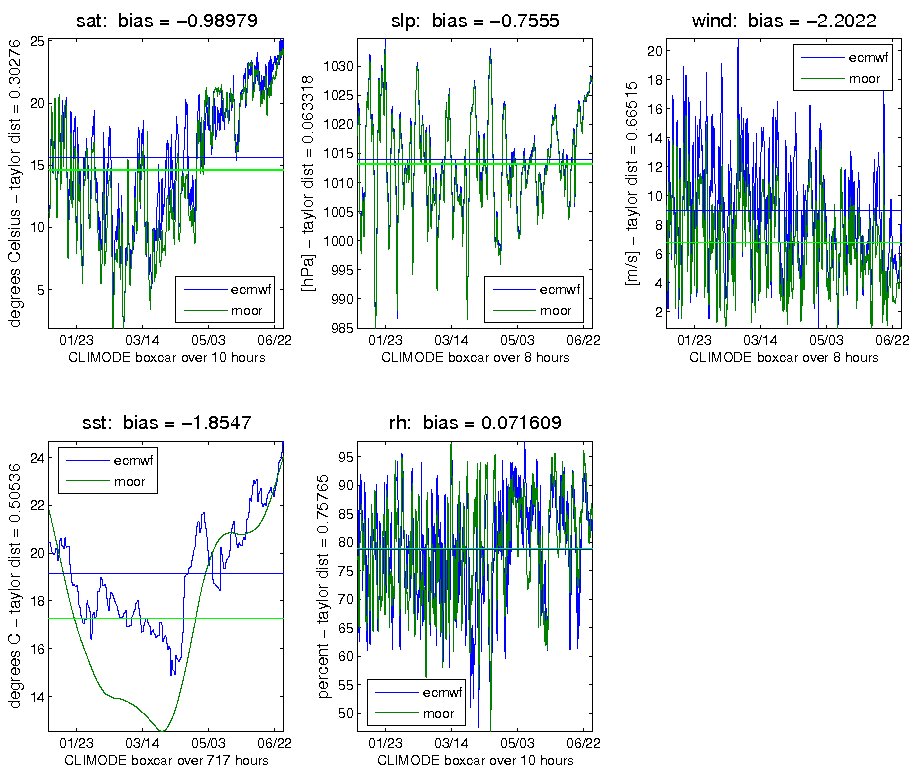 sat: bias = −0.98979
degrees Celsius − taylor dist = 0.30276
25
20
15
10
5
ecmwf
moor
01/23 03/14 05/03 06/22
CLIMODE boxcar over 10 hours
slp: bias = −0.7555
[hPa] − taylor dist = 0.063318
1030
1020
1015
1010
1005
1000
995
990
985
ecmwf
moor
01/23 03/14 05/03 06/22
CLIMODE boxcar over 8 hours
wind: bias = −2.2022
[m/s] − taylor dist = 0.66515
20
18
16
14
12
10
8
6
4
2
ecmwf
moor
01/23 03/14 05/03 06/22
CLIMODE boxcar over 8 hours
sst: bias = −1.8547
degrees C − taylor dist = 0.50536
24
22
20
18
16
14
ecmwf
moor
01/23 03/14 05/03 06/22
CLIMODE boxcar over 717 hours
rh: bias = 0.071609
percent − taylor dist = 0.75765
95
90
85
80
75
70
65
60
55
50
ecmwf
moor
01/23 03/14 05/03 06/22
CLIMODE boxcar over 10 hours